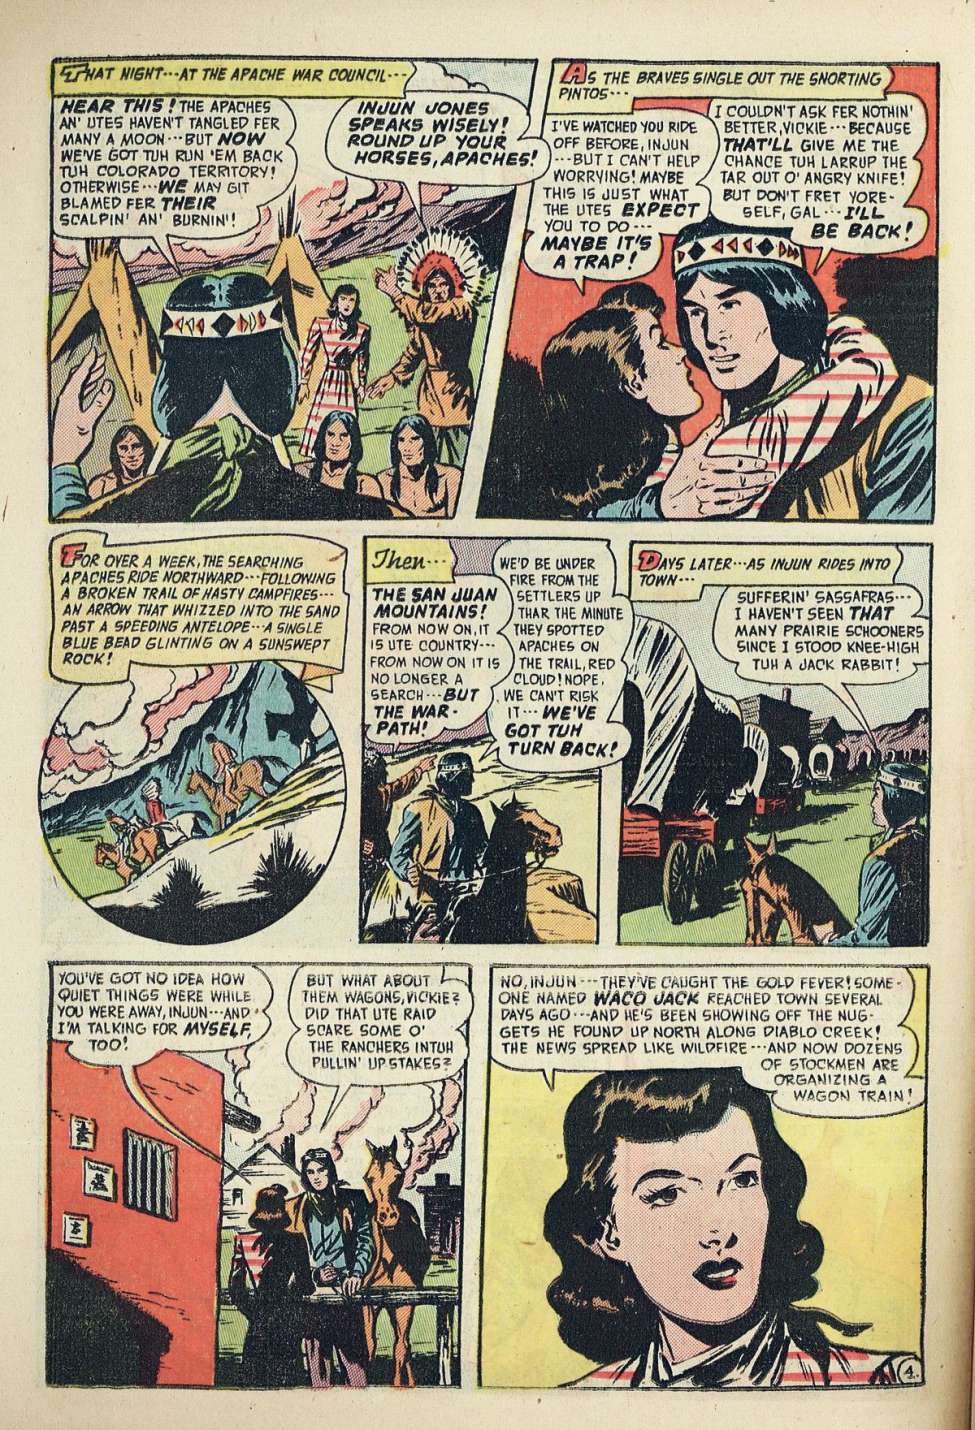 THAT NIGHT---AT THE APACHE WAR COUNCIL---
HEAR THIS! THE APACHES
AN' UTES HAVEN'T TANGLED FER
MANY A MOON---BUT NOW
WE'VE GOT TUH RUN 'EM BACK
TUH COLORADO TERRITORY!
OTHERWISE---WE MAY GIT
BLAMED FER THEIR
SCALPIN' AN' BURNIN'!
INJUN JONES
SPEAKS WISELY!
ROUND UP YOUR
HORSES, APACHES!
AS THE BRAVES SINGLE OUT THE SNORTING
PINTOS---
I'VE WATCHED YOU RIDE
OFF BEFORE, INJUN
---BUT I CAN'T HELP
WORRYING! MAYBE
THIS IS JUST WHAT
THE UTES EXPECT
YOU TO DO---
MAYBE IT'S
A TRAP!
I COULDN'T ASK FER NOTHIN'
BETTER, VICKIE---BECAUSE
THAT'LL GIVE ME THE
CHANCE TUH LARRUP THE
TAR OUT O' ANGRY KNIFE!
BUT DON'T FRET YORE-
SELF, GAL---I'LL
BE BACK!
FOR OVER A WEEK, THE SEARCHING
APACHES RIDE NORTHWARD---FOLLOWING
A BROKEN TRAIL OF HASTY CAMPFIRES---
AN ARROW THAT WHIZZED INTO THE SAND
PAST A SPEEDING ANTELOPE---A SINGLE
BLUE BEAD GLINTING ON A SUNSWEPT
ROCK!
Then---
THE SAN JUAN
MOUNTAINS!
FROM NOW ON, IT
IS UTE COUNTRY---
FROM NOW ON IT IS
NO LONGER A
SEARCH---BUT
THE WAR-
PATH!
WE'D BE UNDER
FIRE FROM THE
SETTLERS UP
THAR THE MINUTE
THEY SPOTTED
APACHES ON
THE TRAIL, RED
CLOUD! NOPE,
WE CAN'T RISK
IT---WE'VE
GOT TUH
TURN BACK!
DAYS LATER---AS INJUN RIDES INTO
TOWN---
SUFFERIN' SASSAFRAS---
I HAVEN'T SEEN THAT
MANY PRAIRIE SCHOONERS
SINCE I STOOD KNEE-HIGH
TUH A JACK RABBIT!
YOU'VE GOT NO IDEA HOW
QUIET THINGS WERE WHILE
YOU WERE AWAY, INJUN---AND
I'M TALKING FOR MYSELF,
TOO!
BUT WHAT ABOUT
THEM WAGONS, VICKIE?
DID THAT UTE RAID
SCARE SOME O'
THE RANCHERS INTUH
PULLIN' UP STAKES?
NO, INJUN---THEY'VE CAUGHT THE GOLD FEVER! SOME-
ONE NAMED WACO JACK REACHED TOWN SEVERAL
DAYS AGO---AND HE'S BEEN SHOWING OFF THE NUG-
GETS HE FOUND UP NORTH ALONG DIABLO CREEK!
THE NEWS SPREAD LIKE WILDFIRE---AND NOW DOZENS
OF STOCKMEN ARE
ORGANIZING A
WAGON TRAIN!
4